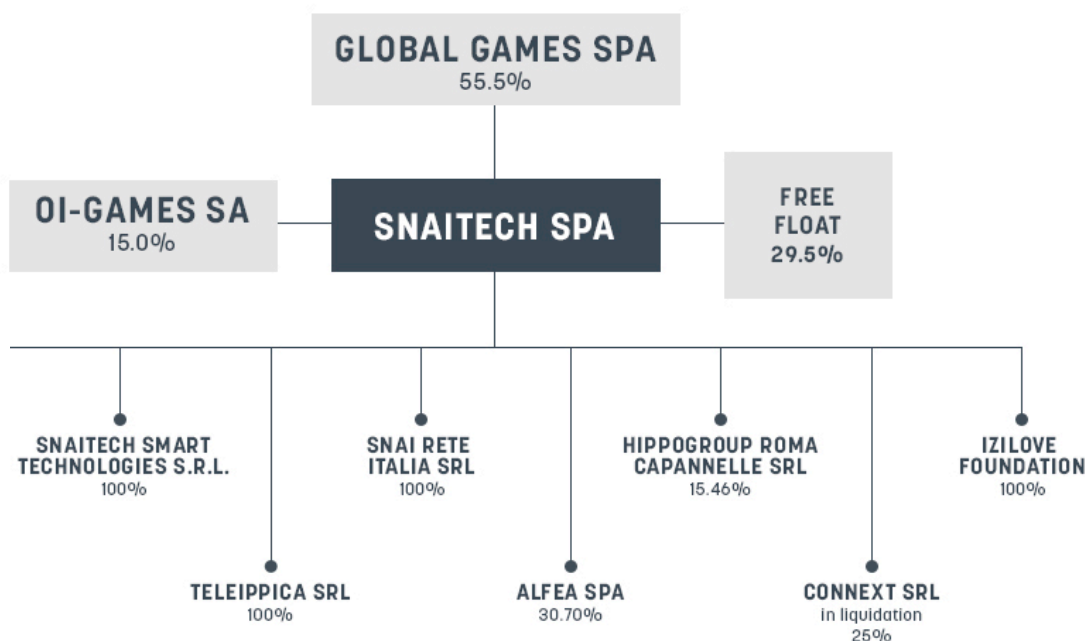 GLOBAL GAMES SPA
55.5%
OI-GAMES SA
15.0%
SNAITECH SPA
FREE
FLOAT
29.5%
SNAITECH SMART
TECHNOLOGIES S.R.L.
100%
SNAI RETE
ITALIA SRL
100%
HIPPOGROUP ROMA
CAPANNELLE SRL
15.46%
IZILOVE
FOUNDATION
100%
TELEIPPICA SRL
100%
ALFEA SPA
30.70%
CONNEXT SRL
in liquidation
25%